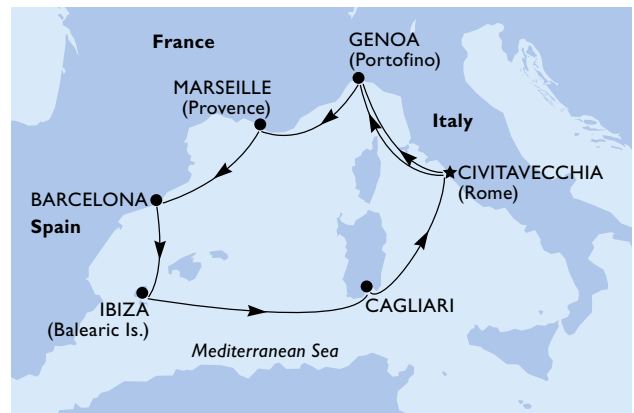 France
GENOA
(Portofino)
MARSEILLE
(Provence)
Italy
CIVITAVECCHIA
(Rome)
BARCELONA
Spain
IBIZA
(Balearic Is.)
CAGLIARI
Mediterranean Sea